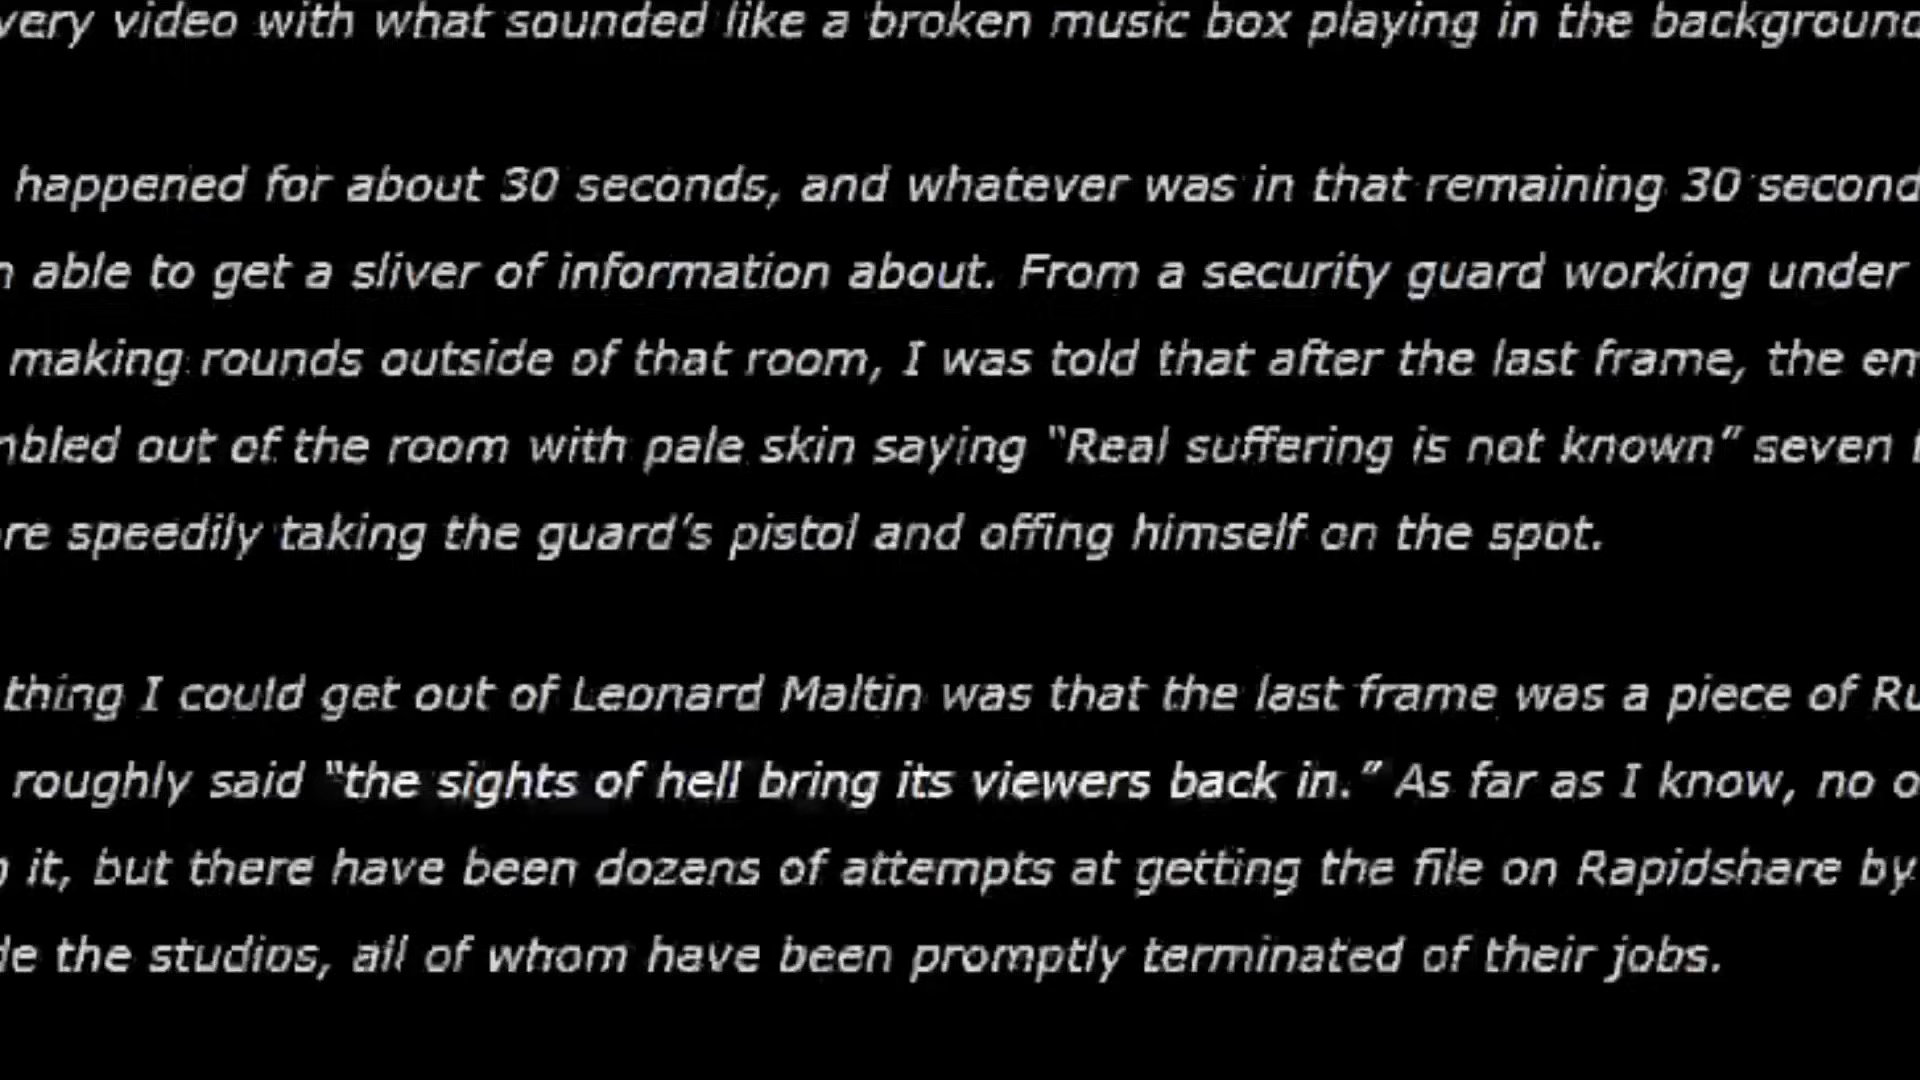 very video with what sounded like a broken music box playing in the background
happened for about 30 seconds, and whatever was in that remaining 30 second
able to get a sliver of information about. From a security guard working under
making rounds outside of that room, I was told that after the last frame, the em
mbled out of the room with pale skin saying “Real suffering is not known” seven
re speedily taking the guard’s pistol and offing himself on the spot.
thing I could get out of Leonard Maltin was that the last frame was a piece of Ru
roughly said “the sights of hell bring its viewers back in.” As far as I know, no o
it, but there have been dozens of attempts at getting the file on Rapidshare by
de the studios, all of whom have been promptly terminated of their jobs.